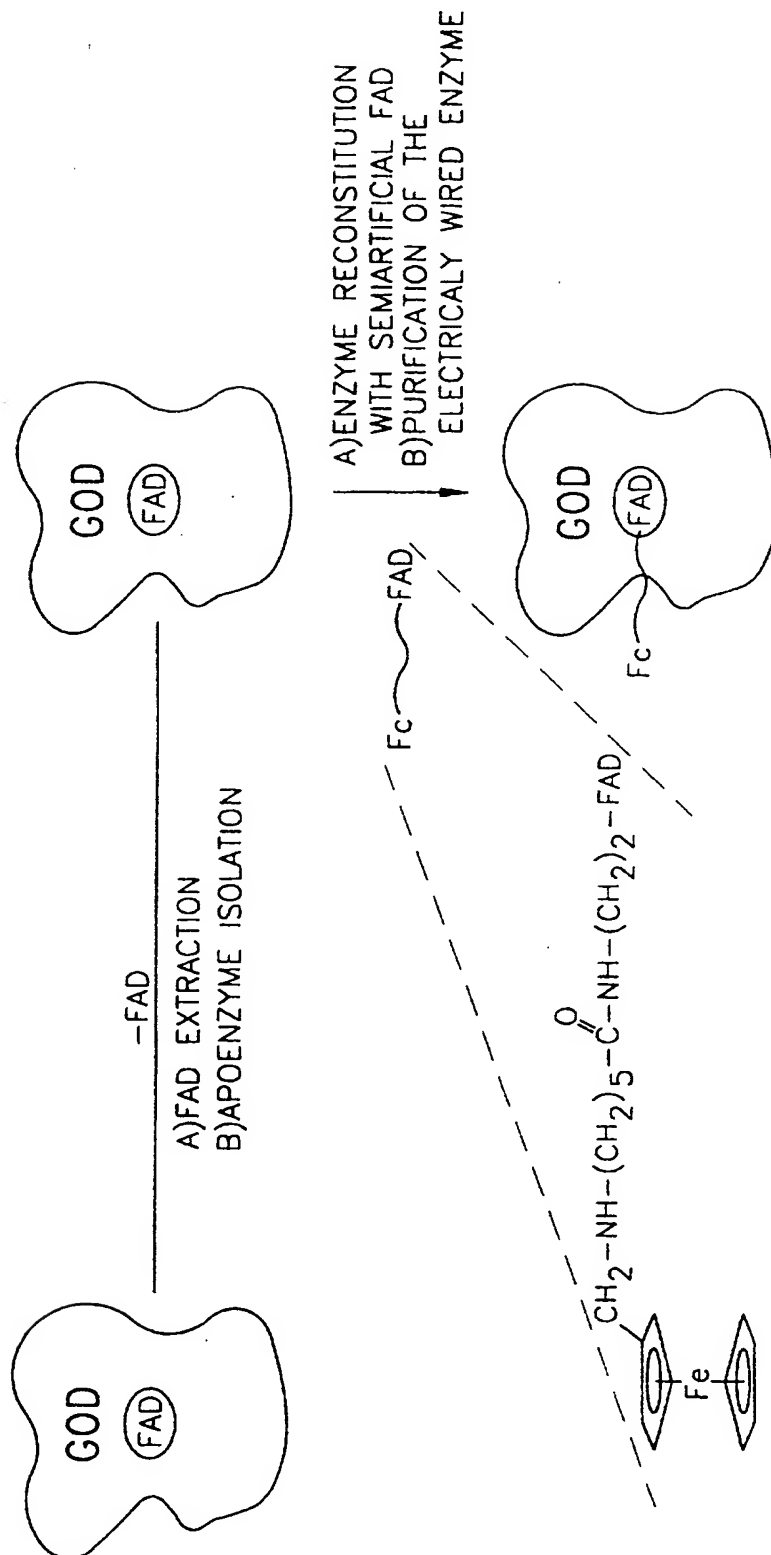 GOD
FAD
-FAD
A)FAD EXTRACTION
B)APOENZYME ISOLATION
GOD
FAD
A)ENZYME RECONSTITUTION
WITH SEMIARTIFICIAL FAD
B)PURIFICATION OF THE
ELECTRICALY WIRED ENZYME
Fc FAD
GOD
Fc FAD
O
CH2-NH-(CH2)5-C-NH-(CH2)2-FAD
Fe